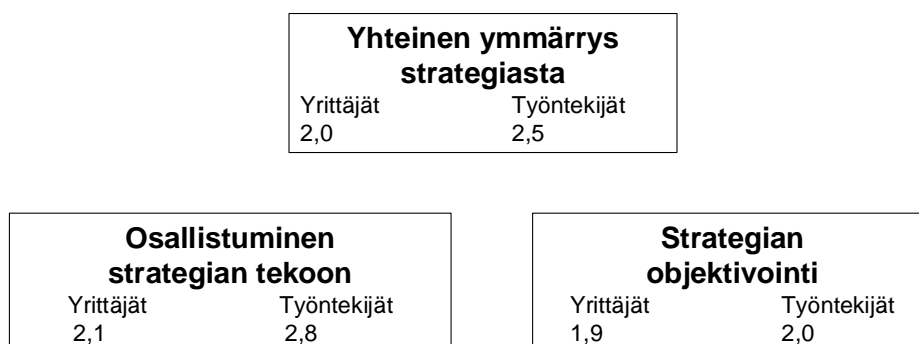 Yhteinen ymmärrys
strategiasta
Yrittäjät Työntekijät
2,0 2,5
Osallistuminen
strategian tekoon
Yrittäjät Työntekijät
2,1 2,8
Strategian
objektivointi
Yrittäjät Työntekijät
1,9 2,0